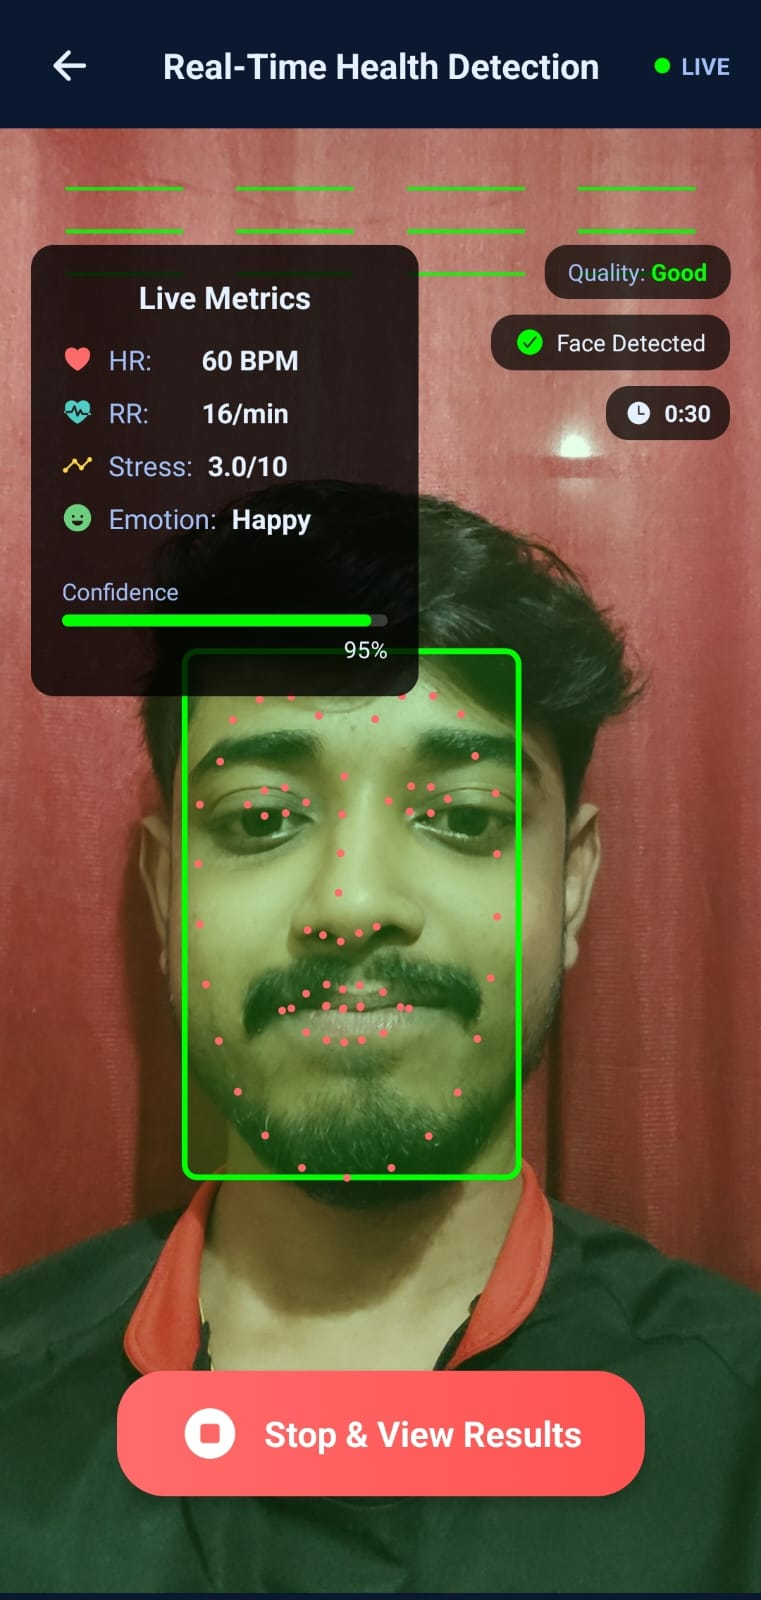 Real-Time Health Detection
LIVE
Quality: Good
Face Detected
0:30
Live Metrics
HR: 60 BPM
RR: 16/min
Stress: 3.0/10
Emotion: Happy
Confidence
95%
Stop & View Results